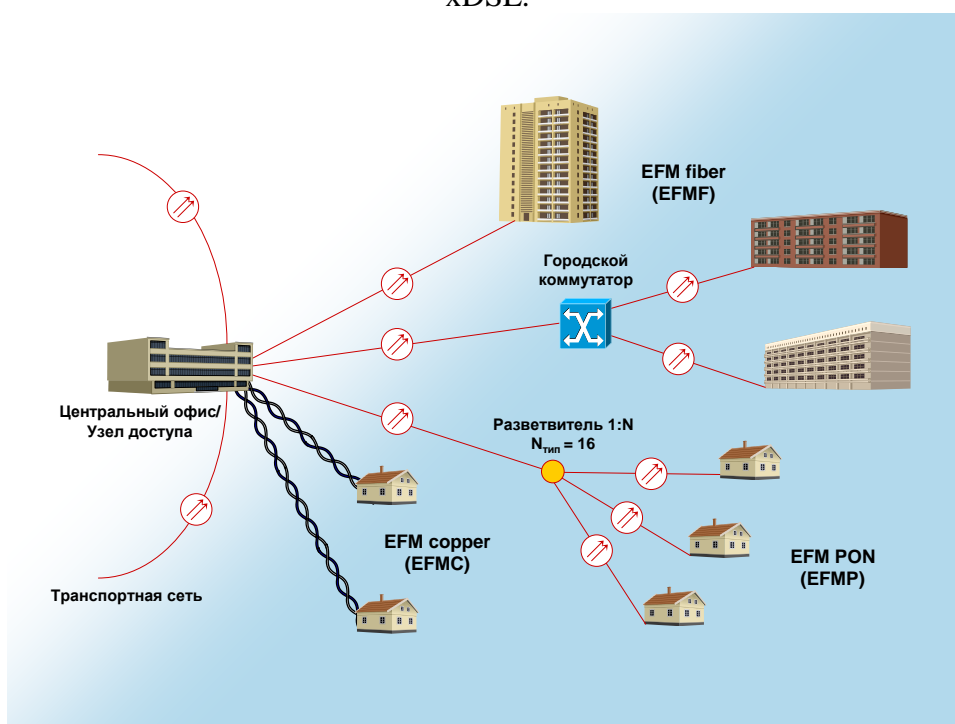 xDSL.
EFM fiber
(EFMF)
Городской
коммутатор
Центральный офис/
Узел доступа
Разветвитель 1:N
Nтип = 16
EFM copper
(EFMC)
EFM PON
(EFMP)
Транспортная сеть